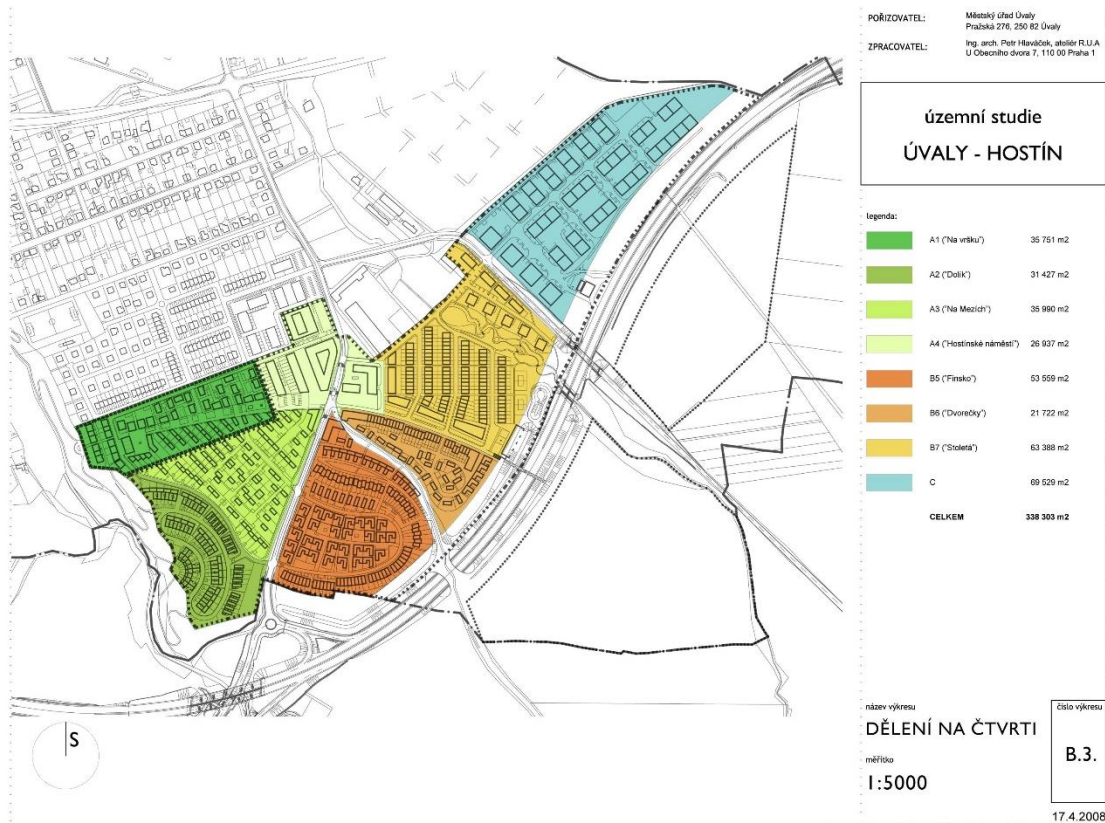 POŘIZOVATEL: Městský úřad Úvaly
Pražská 276, 250 82 Úvaly
ZPRACOVATEL: Ing. arch. Petr Hlaváček, ateliér R.U.A
U Obecního dvora 7, 110 00 Praha 1
územní studie
ÚVALY - HOSTÍN
legenda:
A1 ("Na vršku") 35 751 m2
A2 ("Dolík") 31 427 m2
A3 ("Na Mezích") 35 990 m2
A4 ("Hostínské náměstí") 26 937 m2
B5 ("Finsko") 53 559 m2
B6 ("Dvorečky") 21 722 m2
B7 ("Stoletá") 63 388 m2
C 69 529 m2
CELKEM 338 303 m2
S
název výkresu
DĚLENÍ NA ČTVRTI
měřítko
1:5000
číslo výkresu
B.3.
17.4.2008